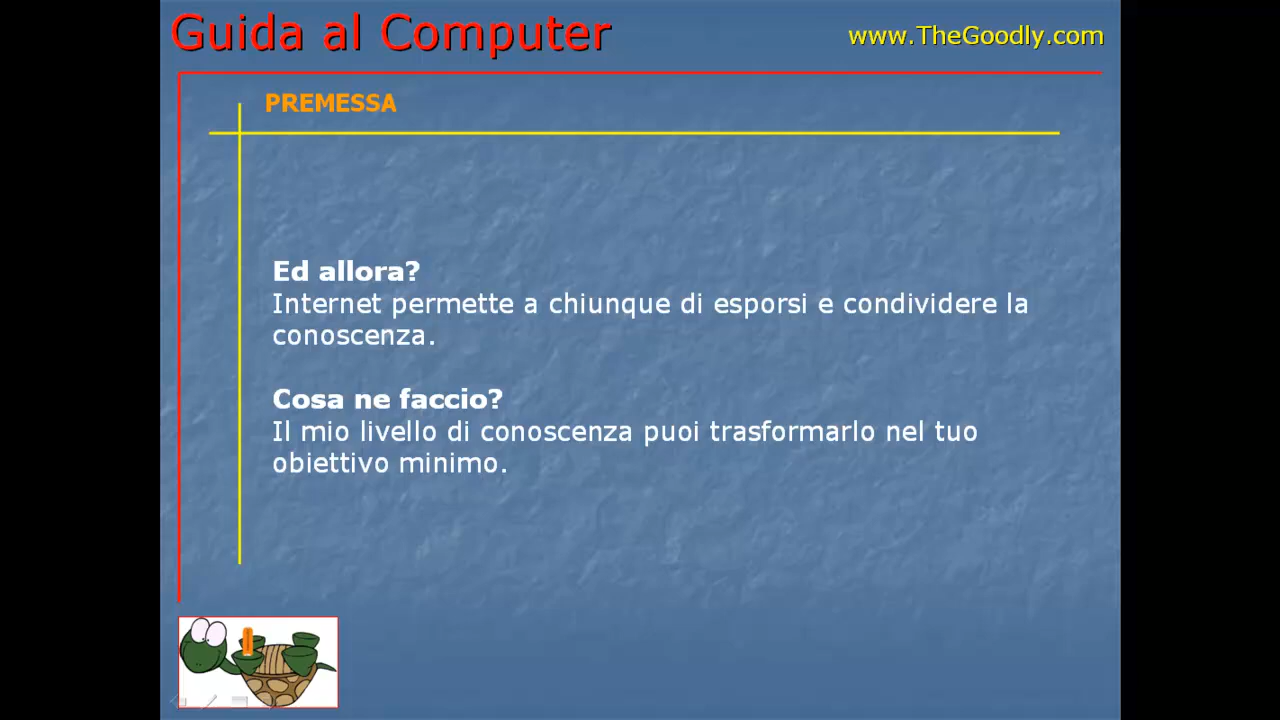 Guida al Computer
www.TheGoodly.com
PREMESSA
Ed allora?
Internet permette a chiunque di esporsi e condividere la
conoscenza.
Cosa ne faccio?
Il mio livello di conoscenza puoi trasformarlo nel tuo
obiettivo minimo.